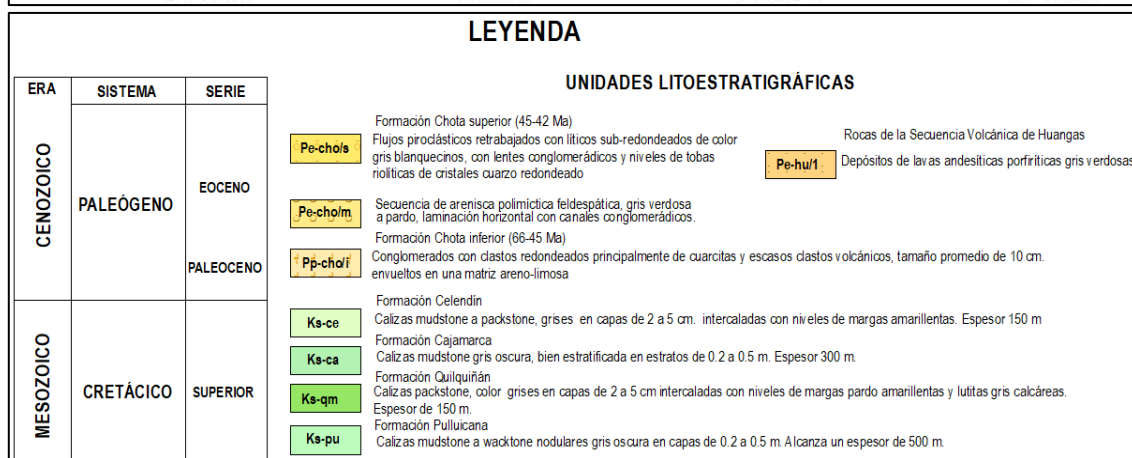 LEYENDA
UNIDADES LITOESTRATIGRÁFICAS
ERA
SISTEMA
SERIE
CENOZOICO
PALEÓGENO
EOCENO
PALEOCENO
Formación Chota superior (45-42 Ma)
Pe-cho/s
Flujos piroclásticos retrabajados con líticos sub-redondeados de color
gris blanquecinos, con lentes conglomerádicos y niveles de tobas
riolíticas de cristales cuarzo redondeado
Rocas de la Secuencia Volcánica de Huangas
Pe-hu/1
Depósitos de lavas andesíticas porfiríticas gris verdosas
Pe-cho/m
Secuencia de arenisca polimíctica feldespática, gris verdosa
a pardo, laminación horizontal con canales conglomerádicos.
Formación Chota inferior (66-45 Ma)
Pp-cho/i
Conglomerados con clastos redondeados principalmente de cuarcitas y escasos clastos volcánicos, tamaño promedio de 10 cm.
envueltos en una matriz areno-limosa
MESOZOICO
CRETÁCICO
SUPERIOR
Formación Celendín
Ks-ce
Calizas mudstone a packstone, grises en capas de 2 a 5 cm. intercaladas con niveles de margas amarillentas. Espesor 150 m
Formación Cajamarca
Ks-ca
Calizas mudstone gris oscura, bien estratificada en estratos de 0.2 a 0.5 m. Espesor 300 m.
Formación Quilquiñán
Ks-qm
Calizas packstone, color grises en capas de 2 a 5 cm intercaladas con niveles de margas pardo amarillentas y lutitas gris calcáreas.
Espesor de 150 m.
Formación Pulluicana
Ks-pu
Calizas mudstone a wacktone nodulares gris oscura en capas de 0.2 a 0.5 m. Alcanza un espesor de 500 m.